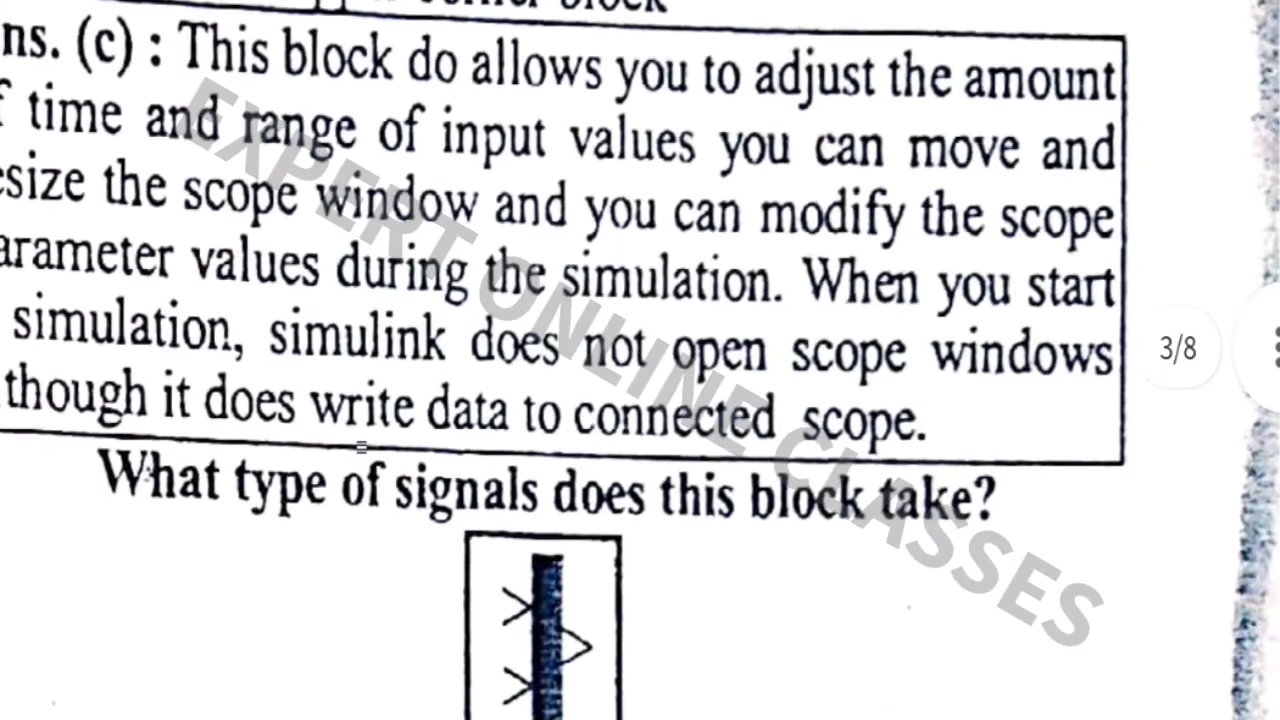 ns. (c) : This block do allows you to adjust the amount
f time and range of input values you can move and
esize the scope window and you can modify the scope
arameter values during the simulation. When you start
simulation, simulink does not open scope windows
though it does write data to connected scope.
What type of signals does this block take?
3/8
EXPERT ONLINE CLASSES